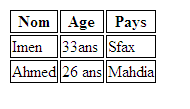 Nom Age Pays
Imen 33ans Sfax
Ahmed 26 ans Mahdia